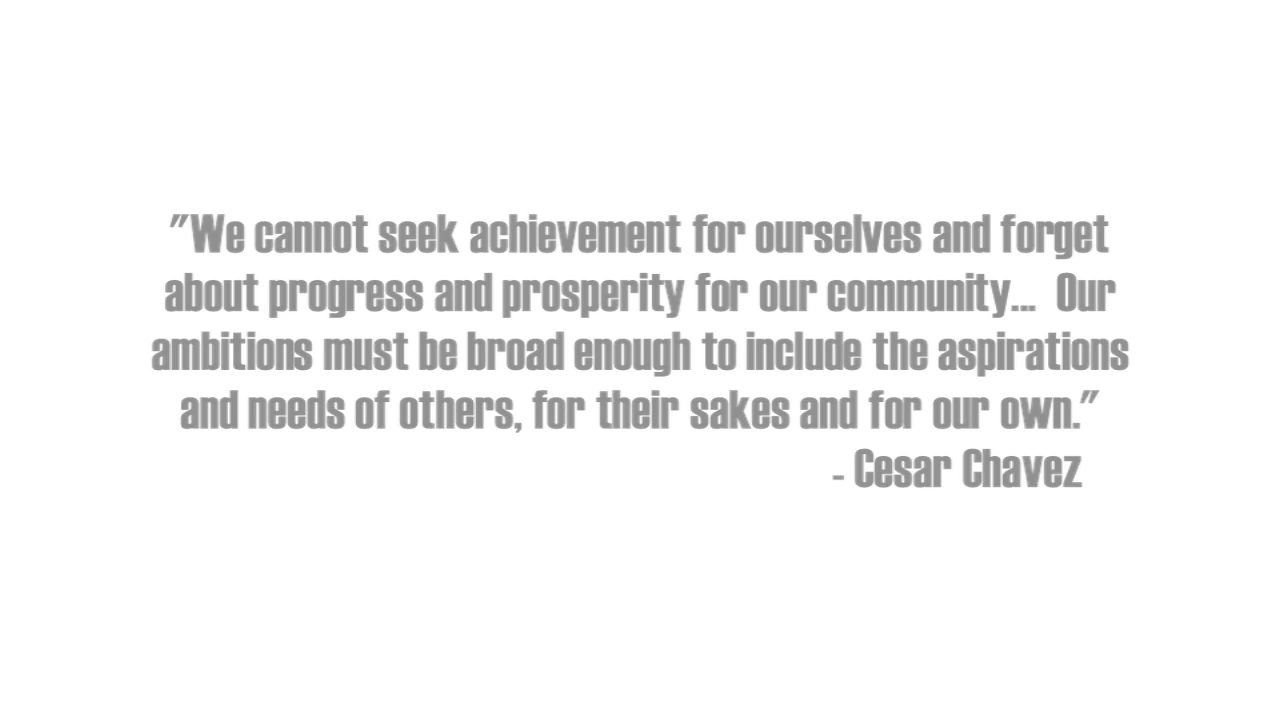 "We cannot seek achievement for ourselves and forget
about progress and prosperity for our community...  Our
ambitions must be broad enough to include the aspirations
and needs of others, for their sakes and for our own."
- Cesar Chavez